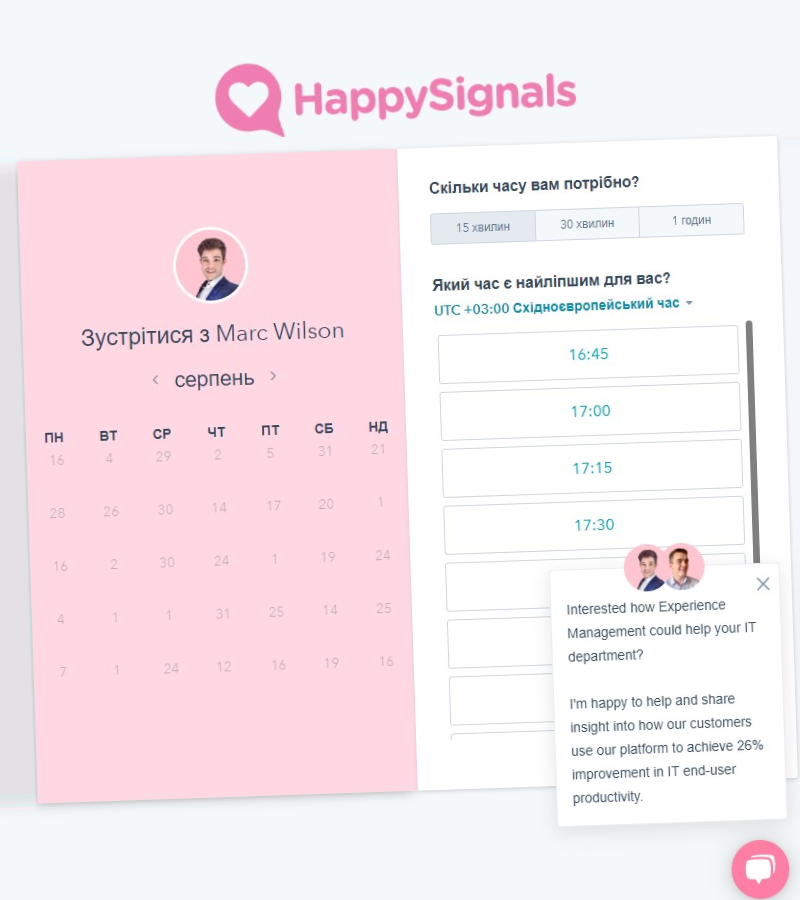 HappySignals
Зустрітися з Marc Wilson
серпень
ПН ВТ СР ЧТ ПТ СБ НД
16 4 29 2 5 31 21
28 26 30 14 17 20 1
16 2 30 24 1 19 24
4 1 1 31 25 14 25
7 1 24 12 16 19 16
Скільки часу вам потрібно?
15 хвилин 30 хвилин 1 годин
Який час є найліпшим для вас?
UTC +03:00 Східноєвропейський час
16:45
17:00
17:15
17:30
Interested how Experience
Management could help your IT
department?
I'm happy to help and share
insight into how our customers
use our platform to achieve 26%
improvement in IT end-user
productivity.